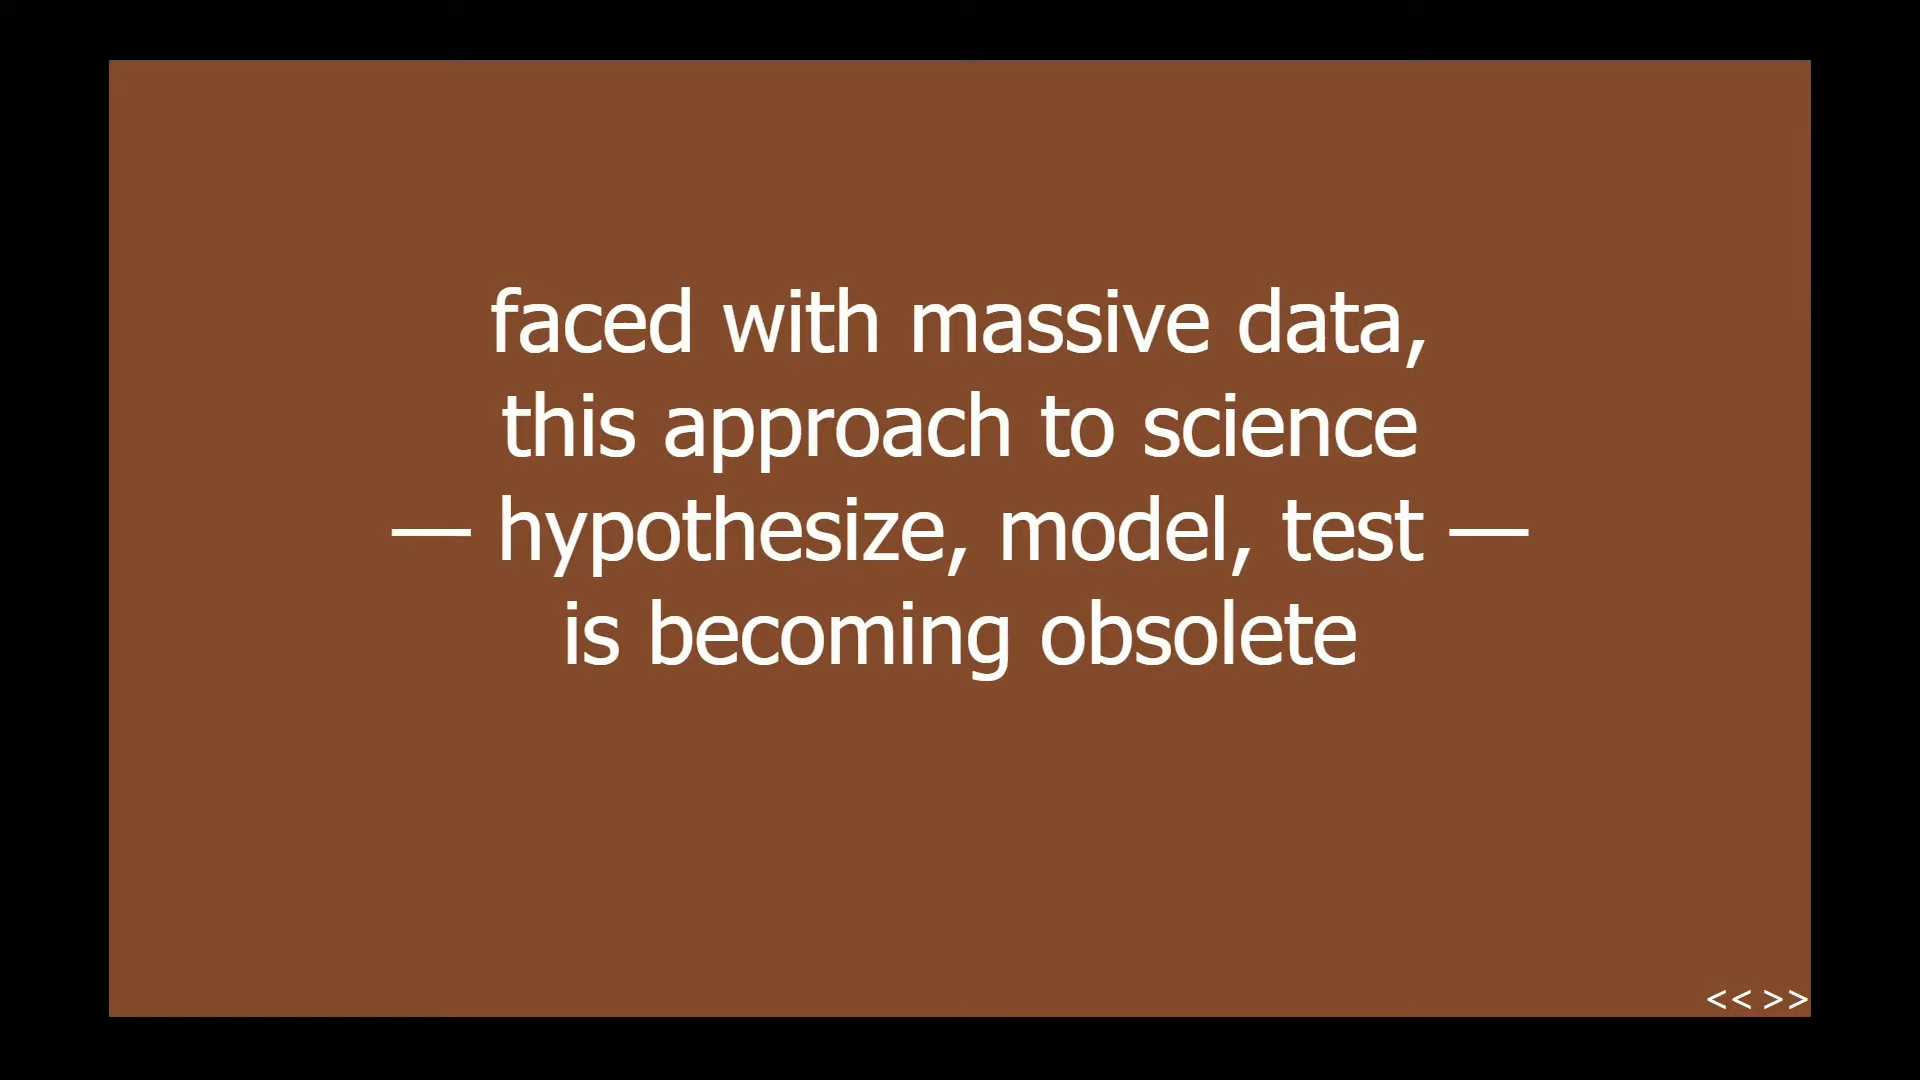 faced with massive data,
this approach to science
— hypothesize, model, test —
is becoming obsolete
<< >>